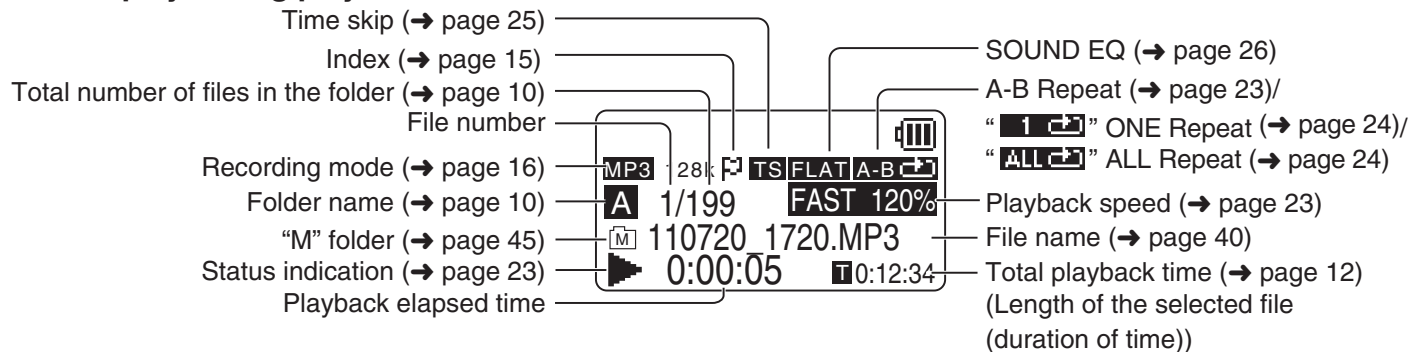 Time skip (➔ page 25)
Index (➔ page 15)
Total number of files in the folder (➔ page 10)
File number
Recording mode (➔ page 16)
Folder name (➔ page 10)
“M” folder (➔ page 45)
Status indication (➔ page 23)
Playback elapsed time
MP3 128k TS FLAT A-B
A 1/199 FAST 120%
M 110720_1720.MP3
0:00:05 T 0:12:34
SOUND EQ (➔ page 26)
A-B Repeat (➔ page 23)/
“ 1 ” ONE Repeat (➔ page 24)/
“ ALL ” ALL Repeat (➔ page 24)
Playback speed (➔ page 23)
File name (➔ page 40)
Total playback time (➔ page 12)
(Length of the selected file
(duration of time))